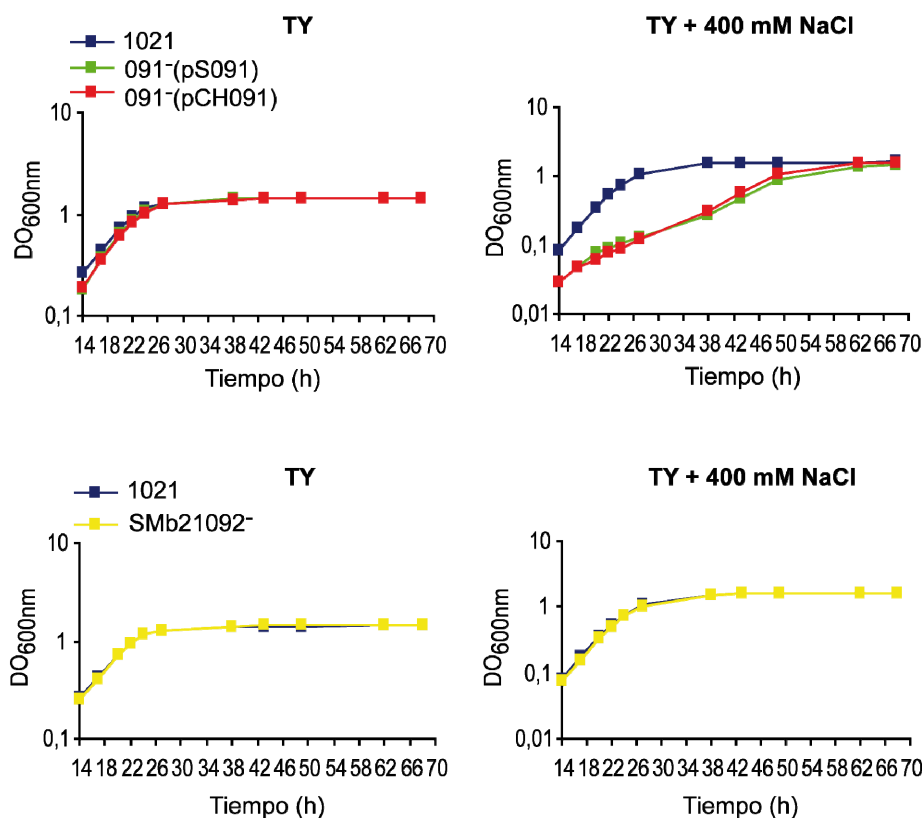 TY
1021
091⁻(pS091)
091⁻(pCH091)
10
1
0,1
DO600nm
14 18 22 26 30 34 38 42 46 50 54 58 62 66 70
Tiempo (h)
TY + 400 mM NaCl
10
1
0,1
0,01
DO600nm
14 18 22 26 30 34 38 42 46 50 54 58 62 66 70
Tiempo (h)
TY
1021
SMb21092⁻
10
1
0,1
DO600nm
14 18 22 26 30 34 38 42 46 50 54 58 62 66 70
Tiempo (h)
TY + 400 mM NaCl
10
1
0,1
0,01
DO600nm
14 18 22 26 30 34 38 42 46 50 54 58 62 66 70
Tiempo (h)